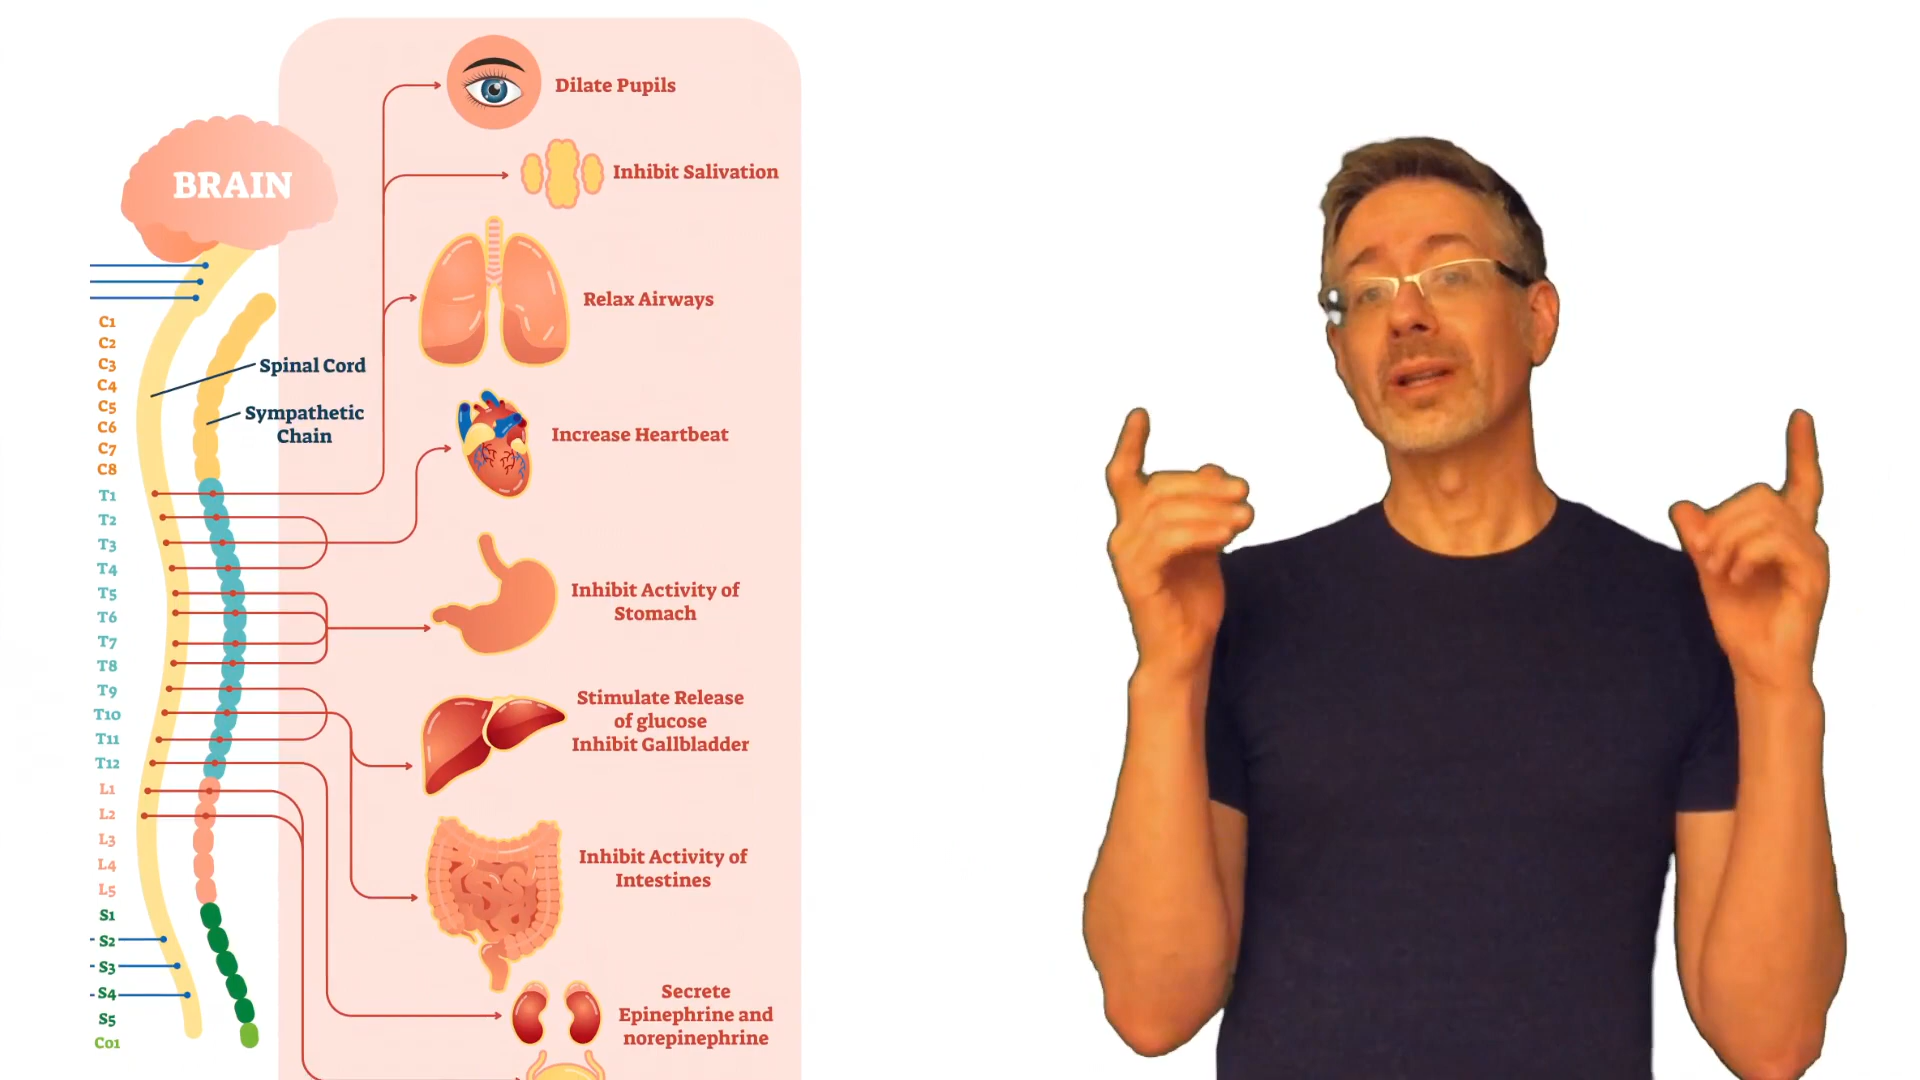 Dilate Pupils
Inhibit Salivation
BRAIN
Relax Airways
C1
C2
C3
C4
C5
C6
C7
C8
Spinal Cord
Sympathetic
Chain
Increase Heartbeat
T1
T2
T3
T4
T5
T6
T7
T8
T9
T10
T11
T12
Inhibit Activity of
Stomach
Stimulate Release
of glucose
Inhibit Gallbladder
L1
L2
L3
L4
L5
Inhibit Activity of
Intestines
S1
S2
S3
S4
S5
Co1
Secrete
Epinephrine and
norepinephrine